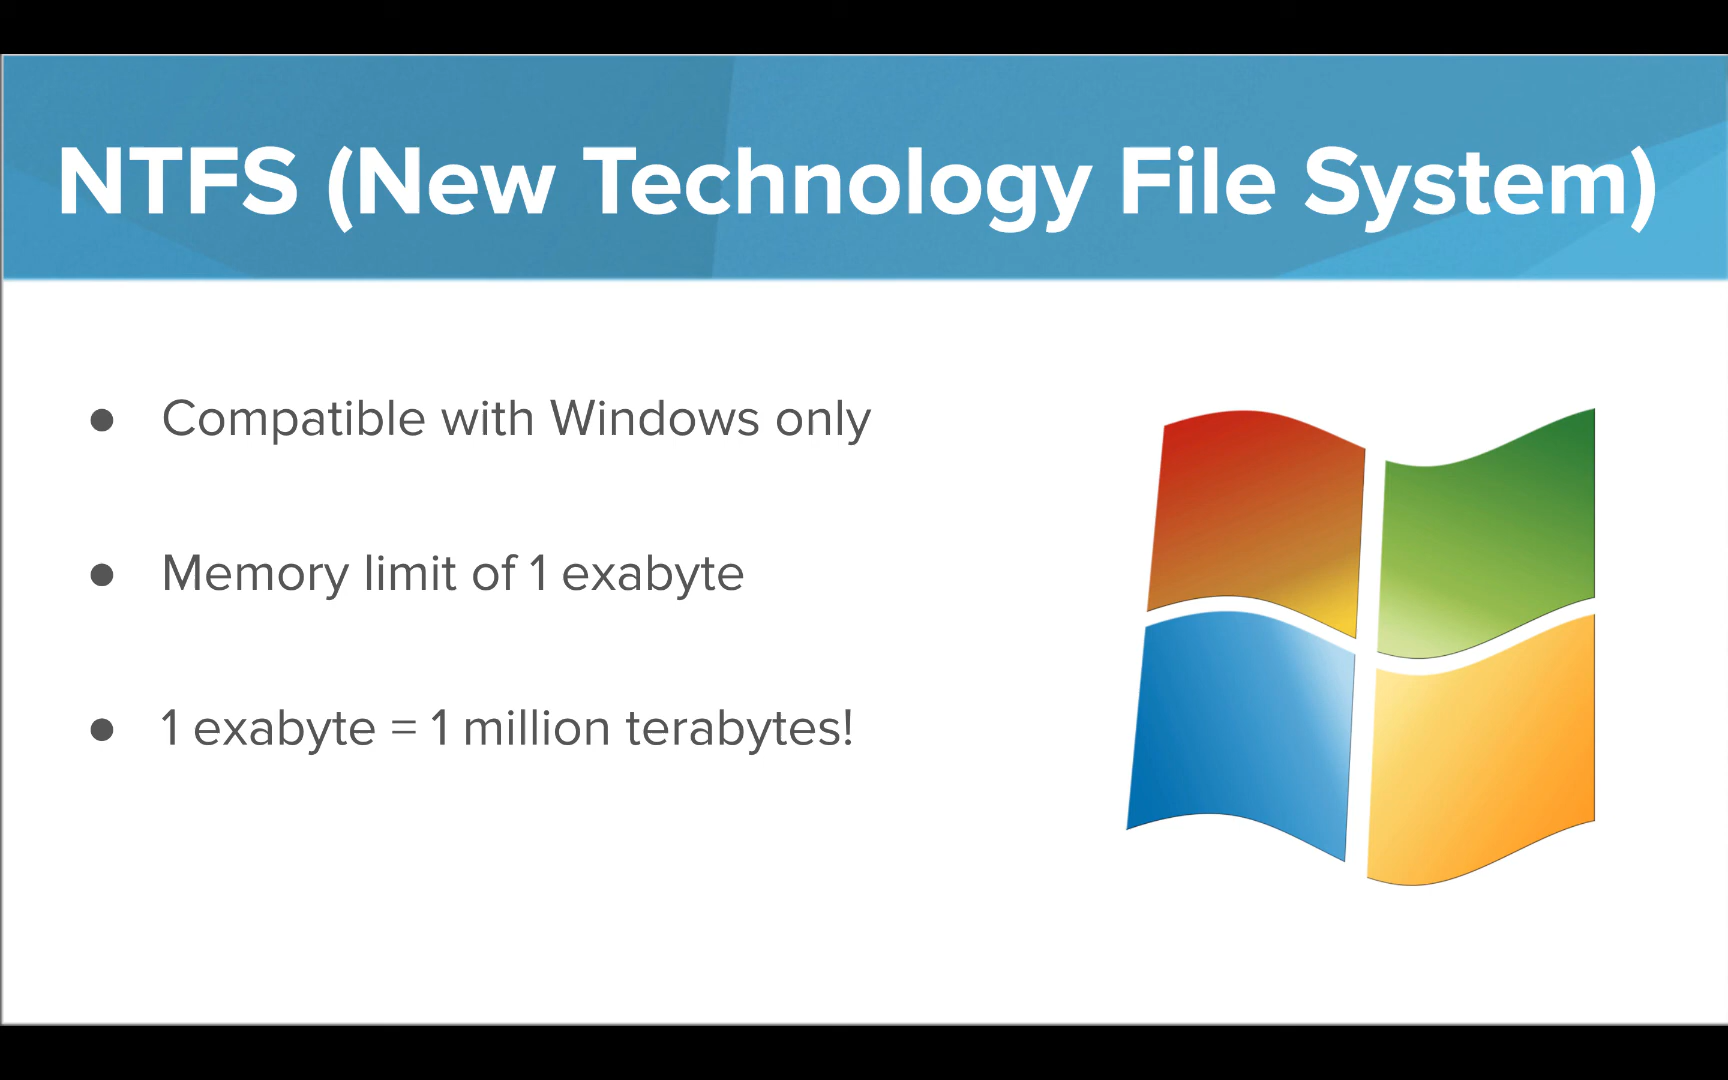 NTFS (New Technology File System)
● Compatible with Windows only
● Memory limit of 1 exabyte
● 1 exabyte = 1 million terabytes!